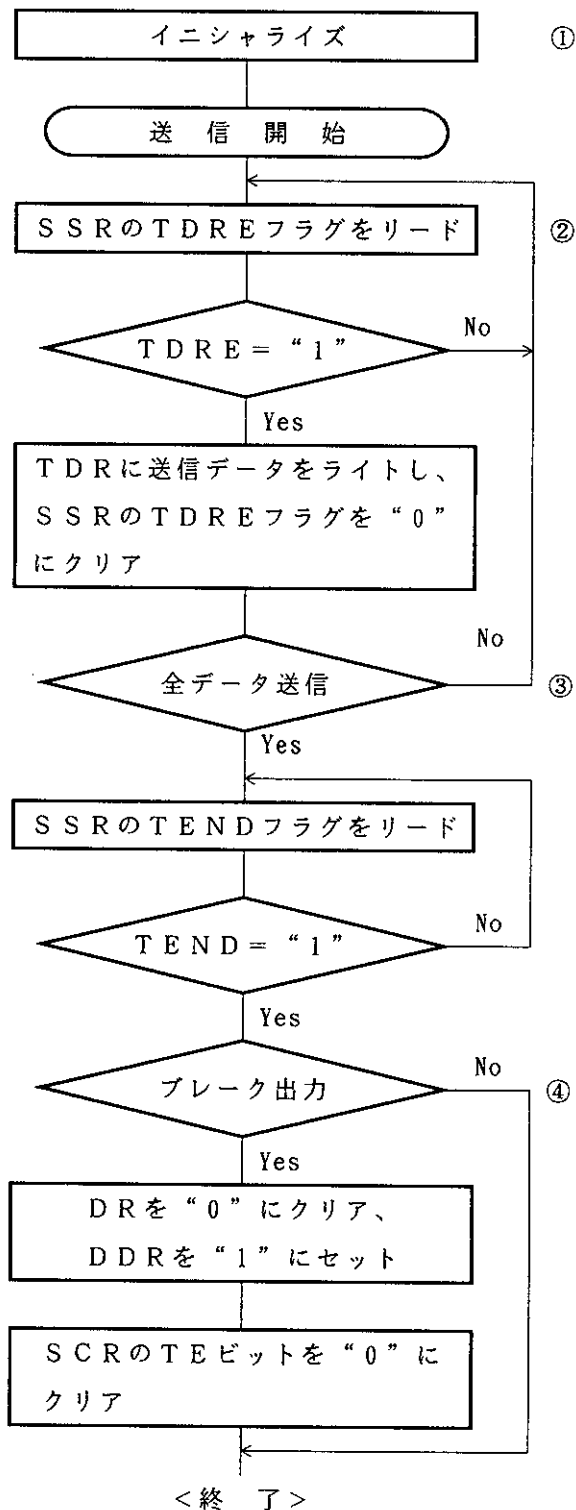 イニシャライズ ①
送信開始
SSRのTDREフラグをリード ②
TDRE=“1” No
Yes
TDRに送信データをライトし、
SSRのTDREフラグを“0”
にクリア
No
全データ送信 ③
Yes
SSRのTENDフラグをリード
TEND=“1” No
Yes
No
ブレーク出力 ④
Yes
DRを“0”にクリア、
DDRを“1”にセット
SCRのTEビットを“0”に
クリア
<終 了>